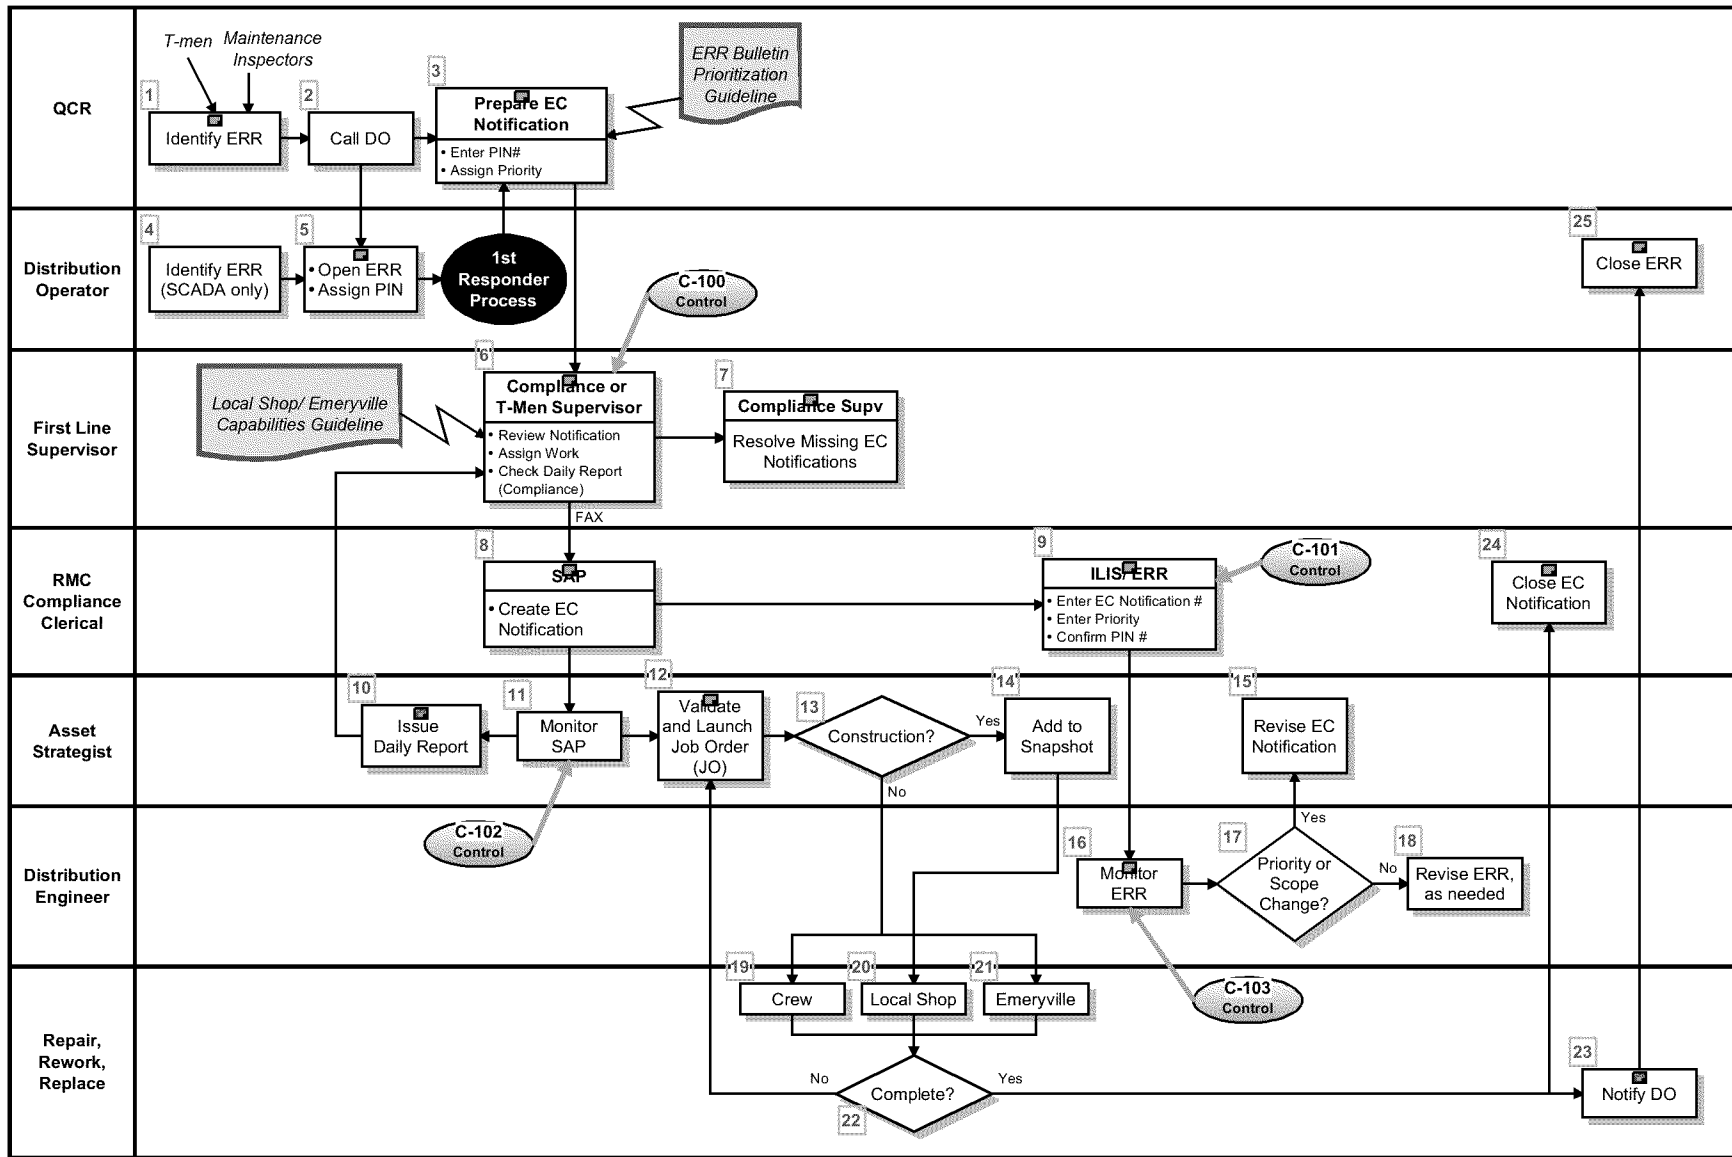 QCR
T-men
Maintenance
Inspectors
1
Identify ERR
2
Call DO
3
Prepare EC
Notification
• Enter PIN#
• Assign Priority
ERR Bulletin
Prioritization
Guideline
Distribution
Operator
4
Identify ERR
(SCADA only)
5
• Open ERR
• Assign PIN
1st
Responder
Process
C-100
Control
25
Close ERR
First Line
Supervisor
Local Shop/ Emeryville
Capabilities Guideline
6
Compliance or
T-Men Supervisor
• Review Notification
• Assign Work
• Check Daily Report
(Compliance)
7
Compliance Supv
Resolve Missing EC
Notifications
FAX
RMC
Compliance
Clerical
8
SAP
• Create EC
Notification
9
ILIS/ERR
• Enter EC Notification #
• Enter Priority
• Confirm PIN #
C-101
Control
24
Close EC
Notification
Asset
Strategist
10
Issue
Daily Report
11
Monitor
SAP
12
Validate
and Launch
Job Order
(JO)
13
Construction?
Yes
No
14
Add to
Snapshot
15
Revise EC
Notification
Distribution
Engineer
C-102
Control
16
Monitor
ERR
17
Priority or
Scope
Change?
Yes
No
18
Revise ERR,
as needed
Repair,
Rework,
Replace
19
Crew
20
Local Shop
21
Emeryville
C-103
Control
22
Complete?
No
Yes
23
Notify DO